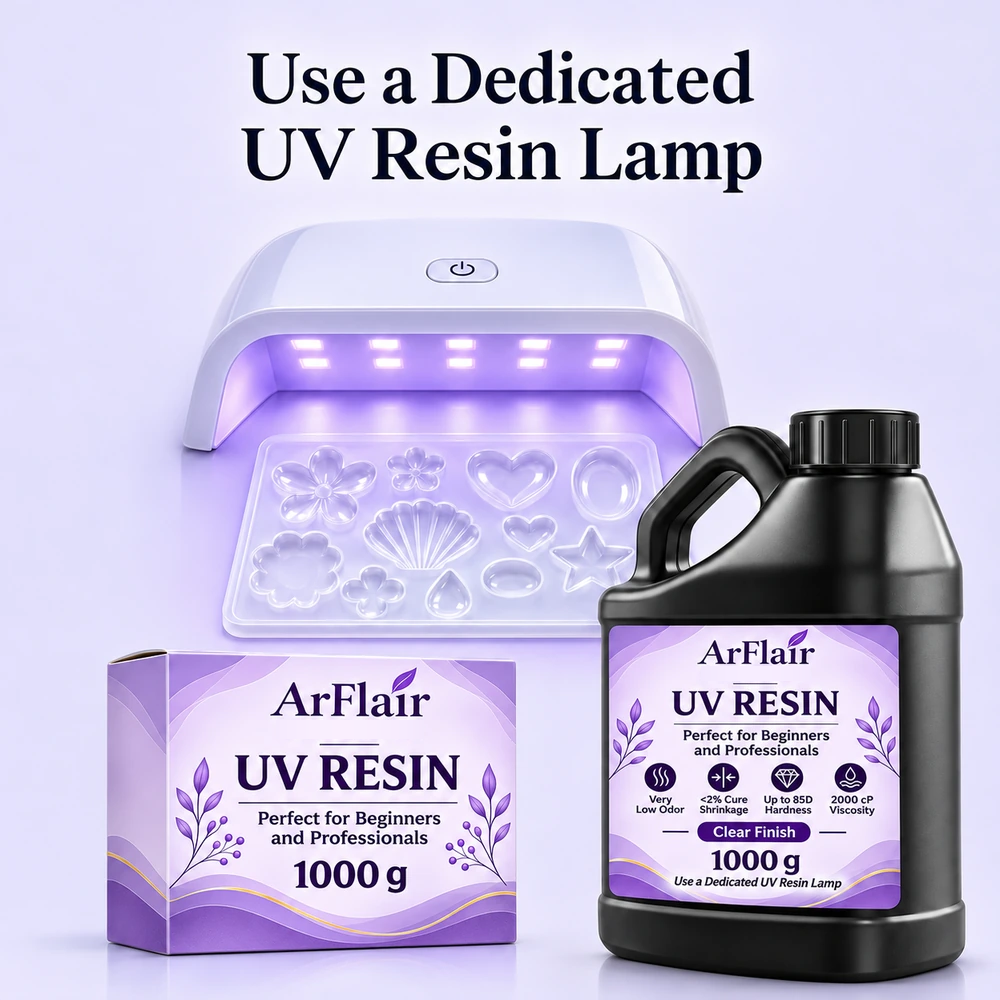 Use a Dedicated
UV Resin Lamp
ArFlair
UV RESIN
Perfect for Beginners
and Professionals
1000 g
ArFlair
UV RESIN
Perfect for Beginners
and Professionals
Very
Low Odor
<2% Cure
Shrinkage
Up to 85D
Hardness
2000 cP
Viscosity
Clear Finish
1000 g
Use a Dedicated UV Resin Lamp